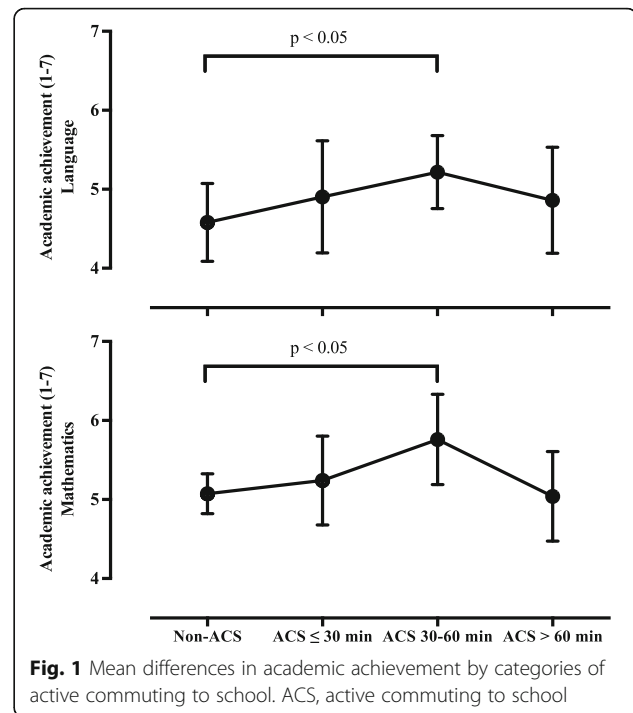 7
p < 0.05
6
5
4
Academic achievement (1-7)
Language
7
p < 0.05
6
5
4
Academic achievement (1-7)
Mathematics
Non-ACS ACS ≤ 30 min ACS 30-60 min ACS > 60 min
Fig. 1 Mean differences in academic achievement by categories of
active commuting to school. ACS, active commuting to school